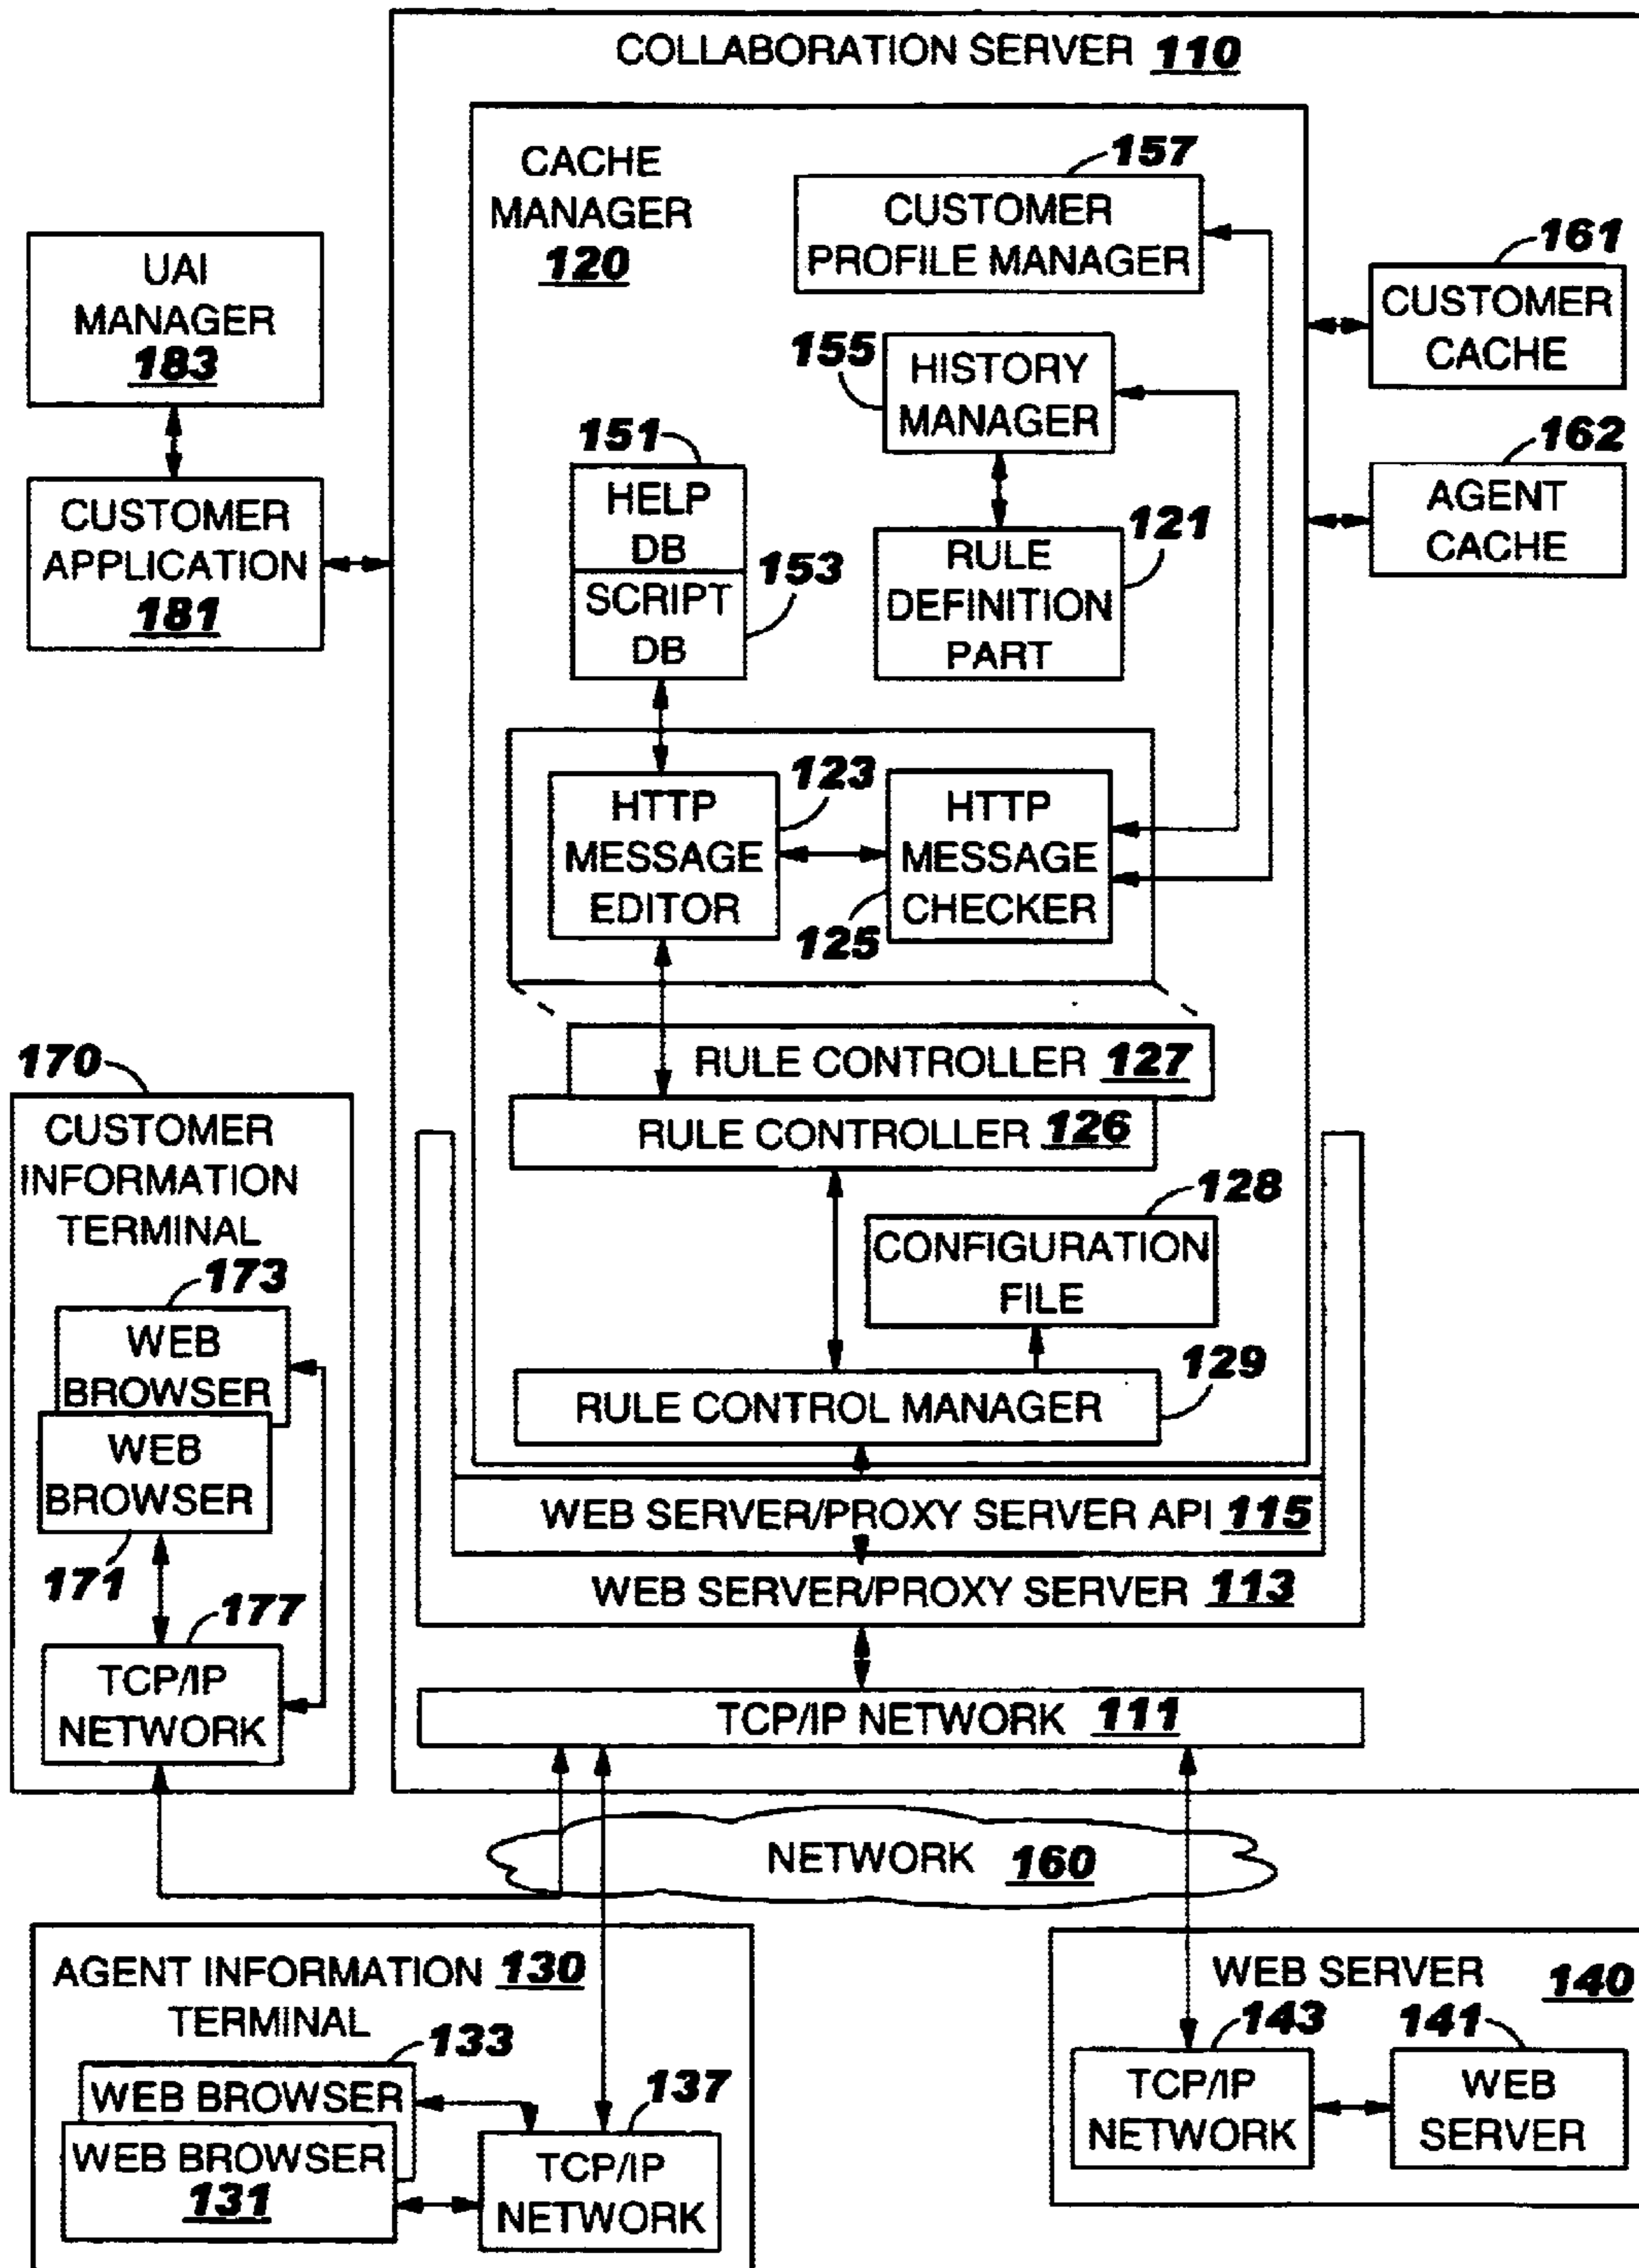 COLLABORATION SERVER 110
CACHE
MANAGER
120
157
CUSTOMER
PROFILE MANAGER
UAI
MANAGER
183
161
CUSTOMER
CACHE
155
HISTORY
MANAGER
162
AGENT
CACHE
CUSTOMER
APPLICATION
181
151
HELP
DB
153
SCRIPT
DB
121
RULE
DEFINITION
PART
123
HTTP
MESSAGE
EDITOR
HTTP
MESSAGE
CHECKER
125
RULE CONTROLLER 127
RULE CONTROLLER 126
170
CUSTOMER
INFORMATION
TERMINAL
173
WEB
BROWSER
WEB
BROWSER
171
177
TCP/IP
NETWORK
128
CONFIGURATION
FILE
129
RULE CONTROL MANAGER
WEB SERVER/PROXY SERVER API 115
WEB SERVER/PROXY SERVER 113
TCP/IP NETWORK 111
NETWORK 160
AGENT INFORMATION 130
TERMINAL
133
WEB BROWSER
WEB BROWSER
131
137
TCP/IP
NETWORK
WEB SERVER 140
143
TCP/IP
NETWORK
141
WEB
SERVER